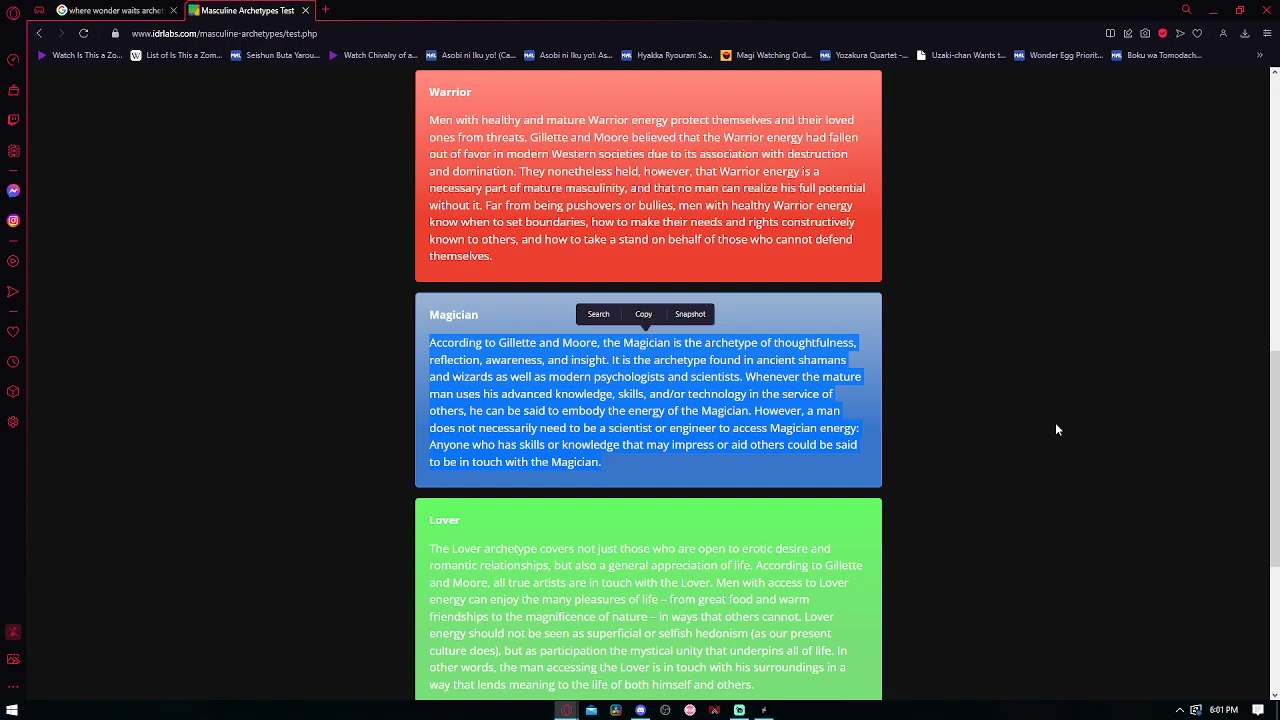 where wonder waits archet
Masculine Archetypes Test
www.idrlabs.com/masculine-archetypes/test.php
Watch Is This a Zo...
List of Is This a Zo...
Seishun Buta Yarou...
Watch Chivalry of a...
Asobi ni Iku yo! (Ca...
Asobi ni Iku yo!: As...
Hyakka Ryouran: Sa...
Magi Watching Ord...
Yozakura Quartet -...
Uzaki-chan Wants t...
Wonder Egg Priorit...
Boku wa Tomodach...
Warrior
Men with healthy and mature Warrior energy protect themselves and their loved
ones from threats. Gillette and Moore believed that the Warrior energy had fallen
out of favor in modern Western societies due to its association with destruction
and domination. They nonetheless held, however, that Warrior energy is a
necessary part of mature masculinity, and that no man can realize his full potential
without it. Far from being pushovers or bullies, men with healthy Warrior energy
know when to set boundaries, how to make their needs and rights constructively
known to others, and how to take a stand on behalf of those who cannot defend
themselves.
Magician
Search
Copy
Snapshot
According to Gillette and Moore, the Magician is the archetype of thoughtfulness,
reflection, awareness, and insight. It is the archetype found in ancient shamans
and wizards as well as modern psychologists and scientists. Whenever the mature
man uses his advanced knowledge, skills, and/or technology in the service of
others, he can be said to embody the energy of the Magician. However, a man
does not necessarily need to be a scientist or engineer to access Magician energy:
Anyone who has skills or knowledge that may impress or aid others could be said
to be in touch with the Magician.
Lover
The Lover archetype covers not just those who are open to erotic desire and
romantic relationships, but also a general appreciation of life. According to Gillette
and Moore, all true artists are in touch with the Lover. Men with access to Lover
energy can enjoy the many pleasures of life – from great food and warm
friendships to the magnificence of nature – in ways that others cannot. Lover
energy should not be seen as superficial or selfish hedonism (as our present
culture does), but as participation the mystical unity that underpins all of life. In
other words, the man accessing the Lover is in touch with his surroundings in a
way that lends meaning to the life of both himself and others.
6:01 PM